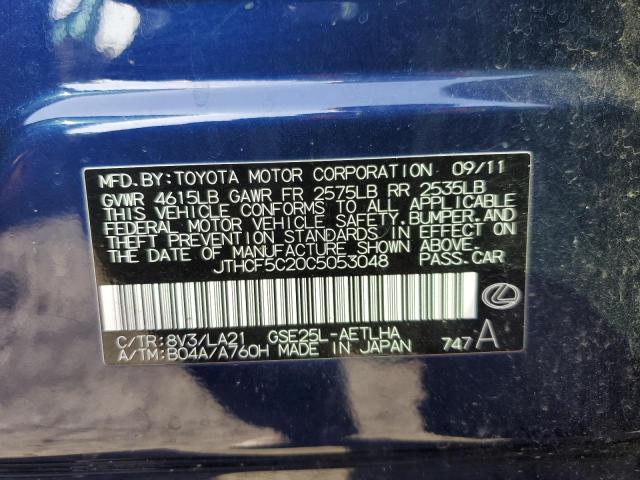 MFD.BY:TOYOTA MOTOR CORPORATION 09/11
GVWR 4615LB GAWR FR 2575LB RR 2535LB
THIS VEHICLE CONFORMS TO ALL APPLICABLE
FEDERAL MOTOR VEHICLE SAFETY, BUMPER, AND
THEFT PREVENTION STANDARDS IN EFFECT ON
THE DATE OF MANUFACTURE SHOWN ABOVE.
JTHCF5C20C5053048 PASS.CAR
C/TR:8V3/LA21 GSE25L-AETLHA
A/TM:B04A/A760H MADE IN JAPAN 747A